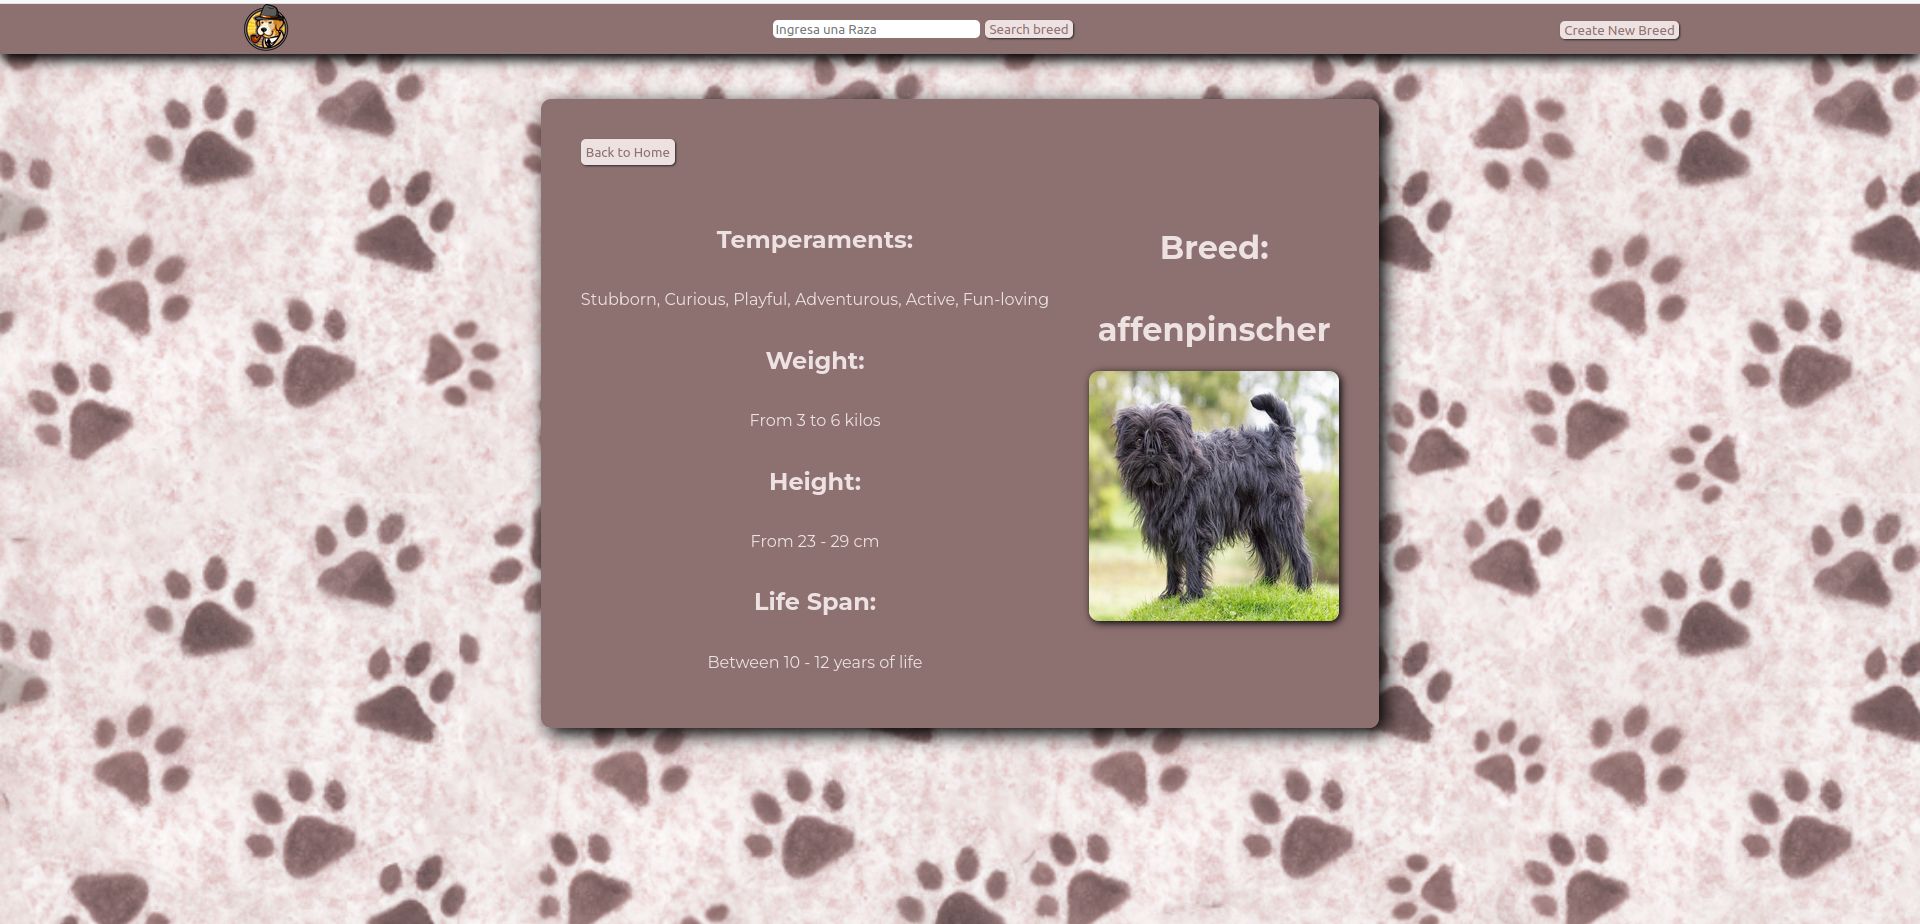 Ingresa una Raza
Search breed
Create New Breed
Back to Home
Temperaments:
Stubborn, Curious, Playful, Adventurous, Active, Fun-loving
Weight:
From 3 to 6 kilos
Height:
From 23 - 29 cm
Life Span:
Between 10 - 12 years of life
Breed:
affenpinscher